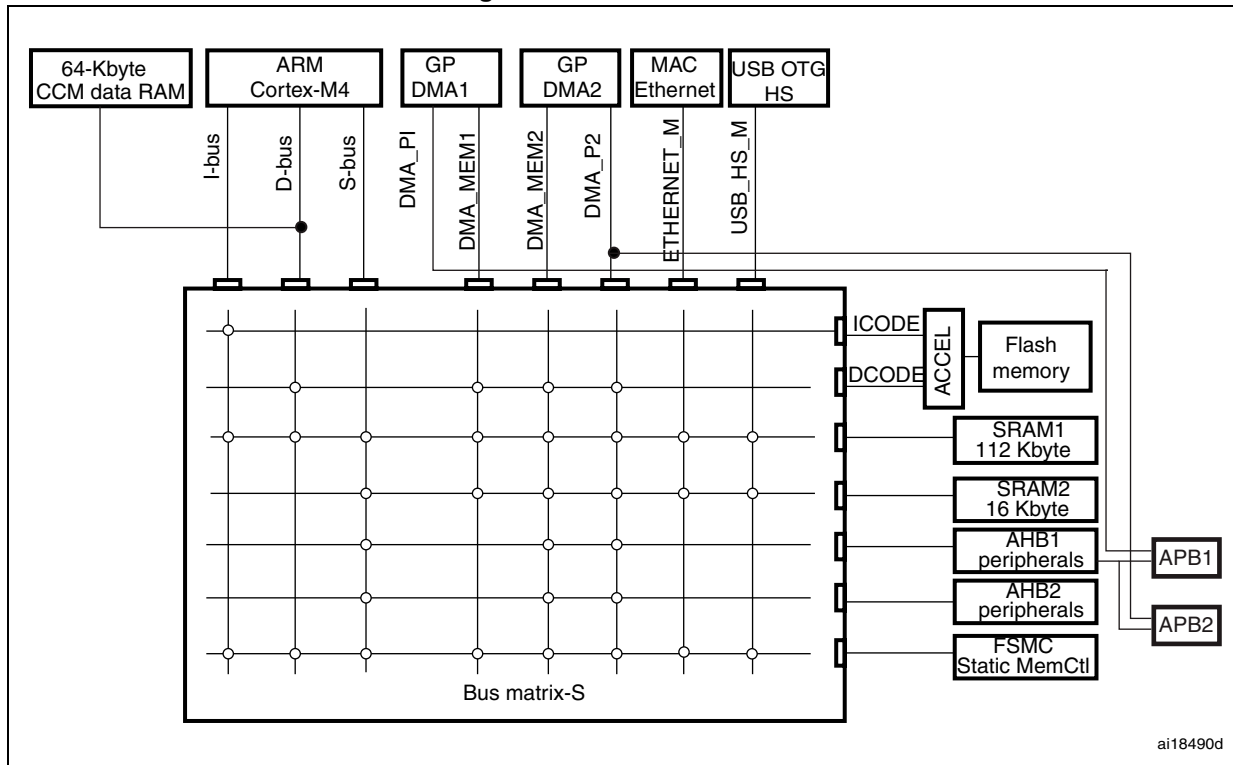 64-Kbyte
CCM data RAM
ARM
Cortex-M4
GP
DMA1
GP
DMA2
MAC
Ethernet
USB OTG
HS
I-bus
D-bus
S-bus
DMA_PI
DMA_MEM1
DMA_MEM2
DMA_P2
ETHERNET_M
USB_HS_M
ICODE
DCODE
ACCEL
Flash
memory
SRAM1
112 Kbyte
SRAM2
16 Kbyte
AHB1
peripherals
AHB2
peripherals
FSMC
Static MemCtl
APB1
APB2
Bus matrix-S
ai18490d